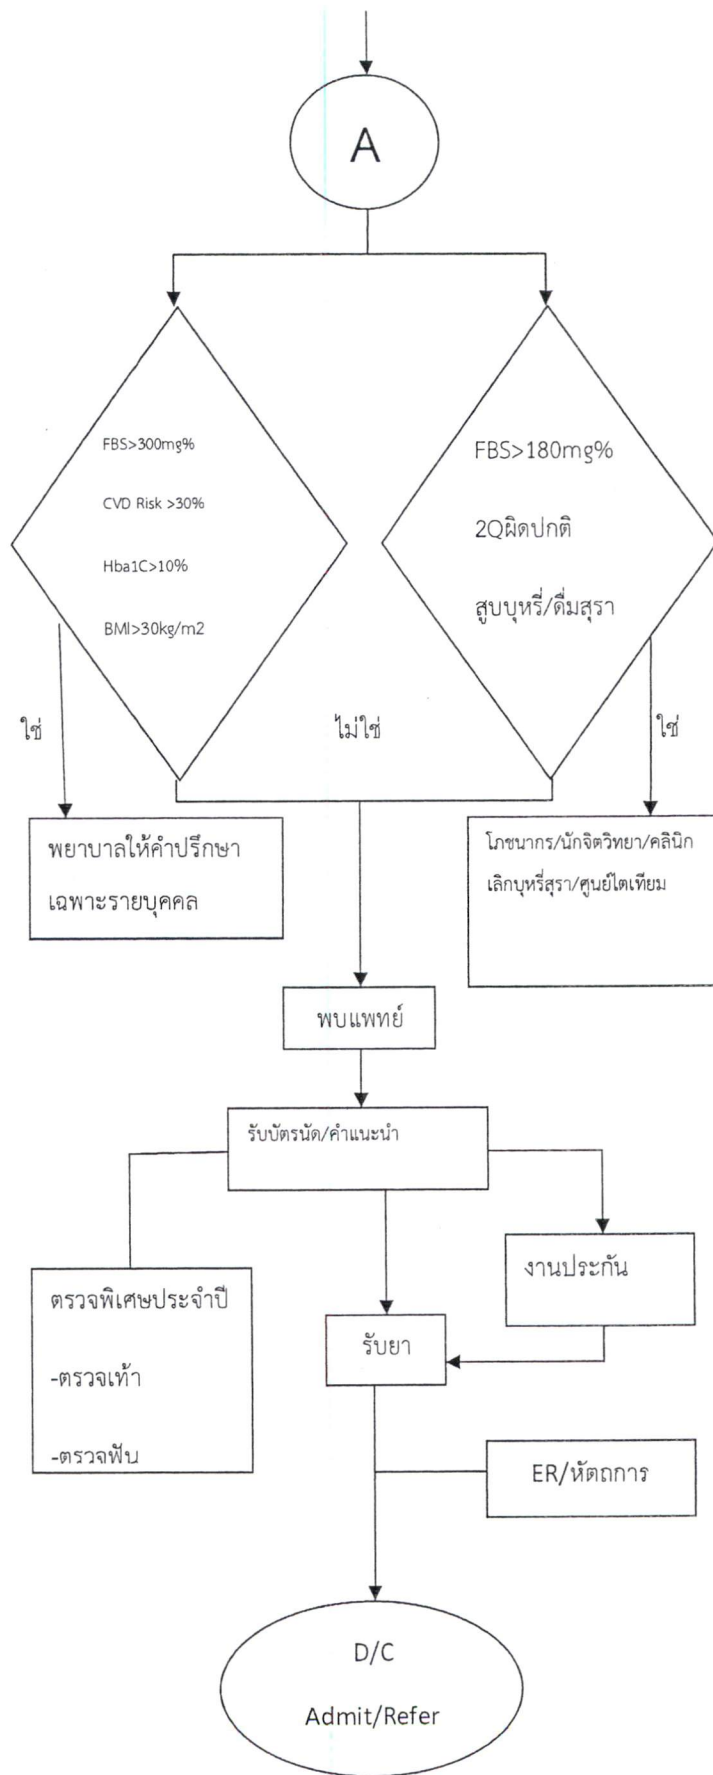 A
FBS>300mg%
CVD Risk >30%
Hba1C>10%
BMI>30kg/m2
FBS>180mg%
2Qผิดปกติ
สูบบุหรี่/ดื่มสุรา
ใช่
ไม่ใช่
ใช่
พยาบาลให้คำปรึกษา
เฉพาะรายบุคคล
โภชนากร/นักจิตวิทยา/คลินิก
เลิกบุหรี่สุรา/ศูนย์ไตเทียม
พบแพทย์
รับบัตรนัด/คำแนะนำ
งานประกัน
ตรวจพิเศษประจำปี
-ตรวจเท้า
-ตรวจฟัน
รับยา
ER/หัตถการ
D/C
Admit/Refer